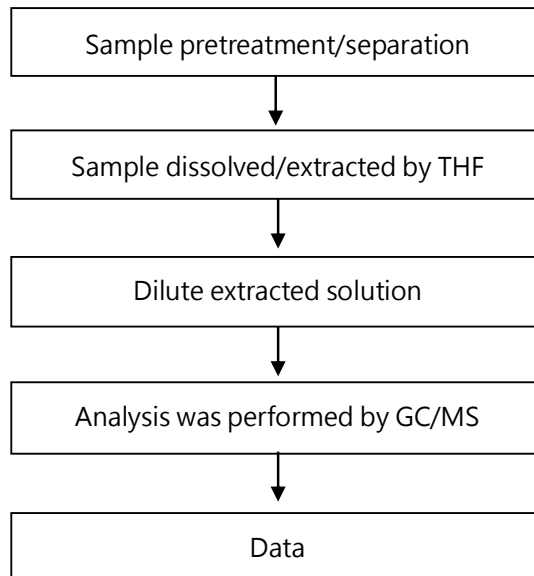 Sample pretreatment/separation
Sample dissolved/extracted by THF
Dilute extracted solution
Analysis was performed by GC/MS
Data